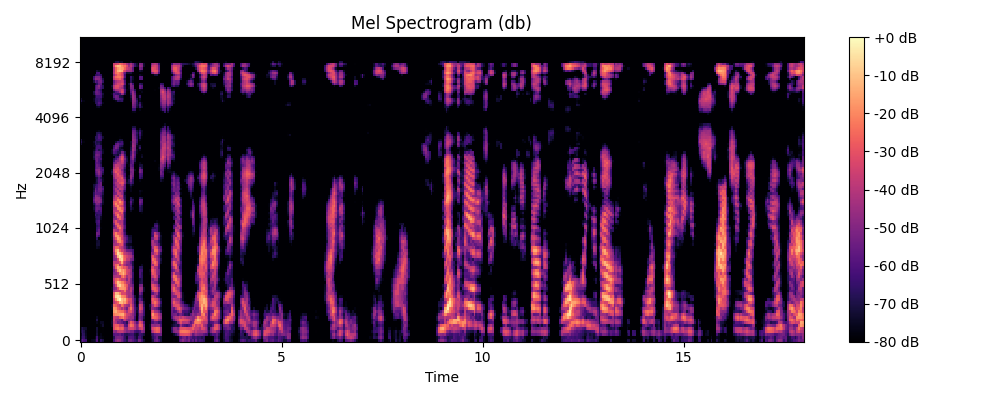 Mel Spectrogram (db)
8192
4096
2048
1024
512
0
Hz
0 5 10 15
Time
+0 dB
-10 dB
-20 dB
-30 dB
-40 dB
-50 dB
-60 dB
-70 dB
-80 dB